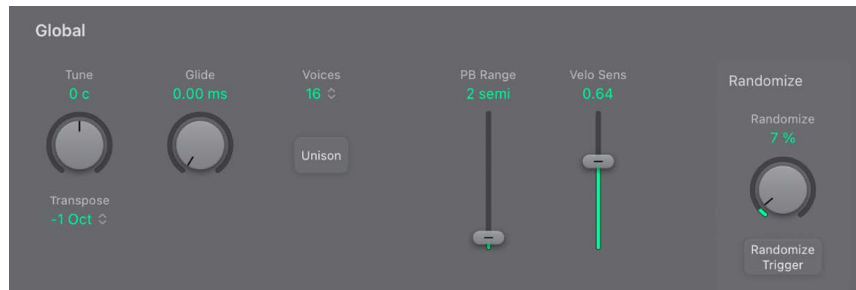 Global
Tune
0 c
Glide
0.00 ms
Voices
16
PB Range
2 semi
Velo Sens
0.64
Randomize
Randomize
7 %
Unison
Transpose
-1 Oct
Randomize
Trigger